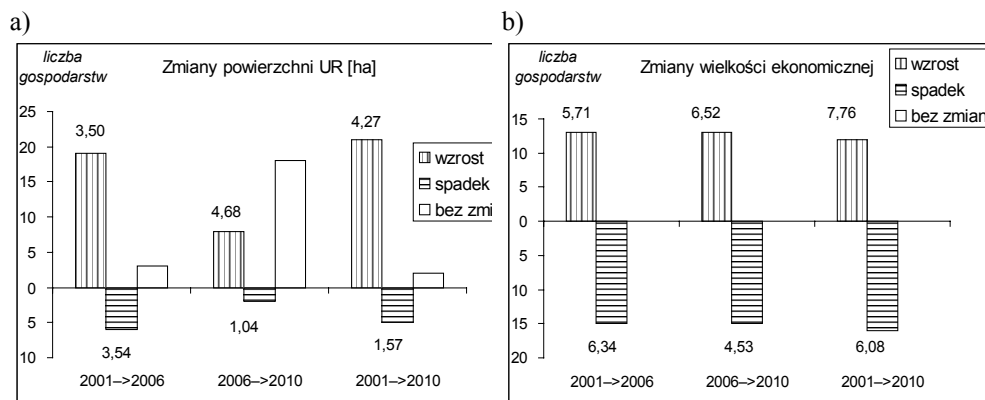 a)
liczba
gospodarstw
Zmiany powierzchni UR [ha]
25
20
15
10
5
0
5
10
3,50
4,68
4,27
3,54
1,04
1,57
wzrost
spadek
bez zmi
2001–>2006
2006–>2010
2001–>2010
b)
liczba
gospodarstw
Zmiany wielkości ekonomicznej
15
10
5
0
5
10
15
20
5,71
6,52
7,76
6,34
4,53
6,08
wzrost
spadek
bez zmian
2001–>2006
2006–>2010
2001–>2010